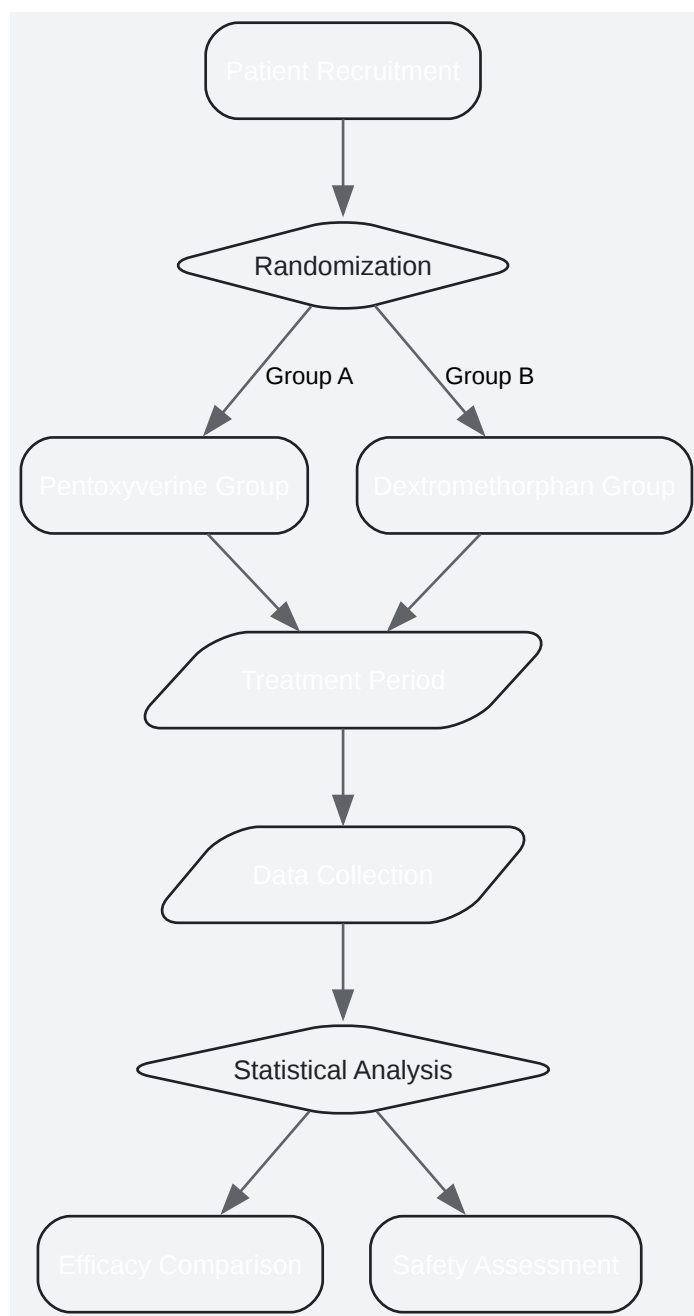 Patient Recruitment
Randomization
Group A
Group B
Pentoxyverine Group
Dextromethorphan Group
Treatment Period
Data Collection
Statistical Analysis
Efficacy Comparison
Safety Assessment